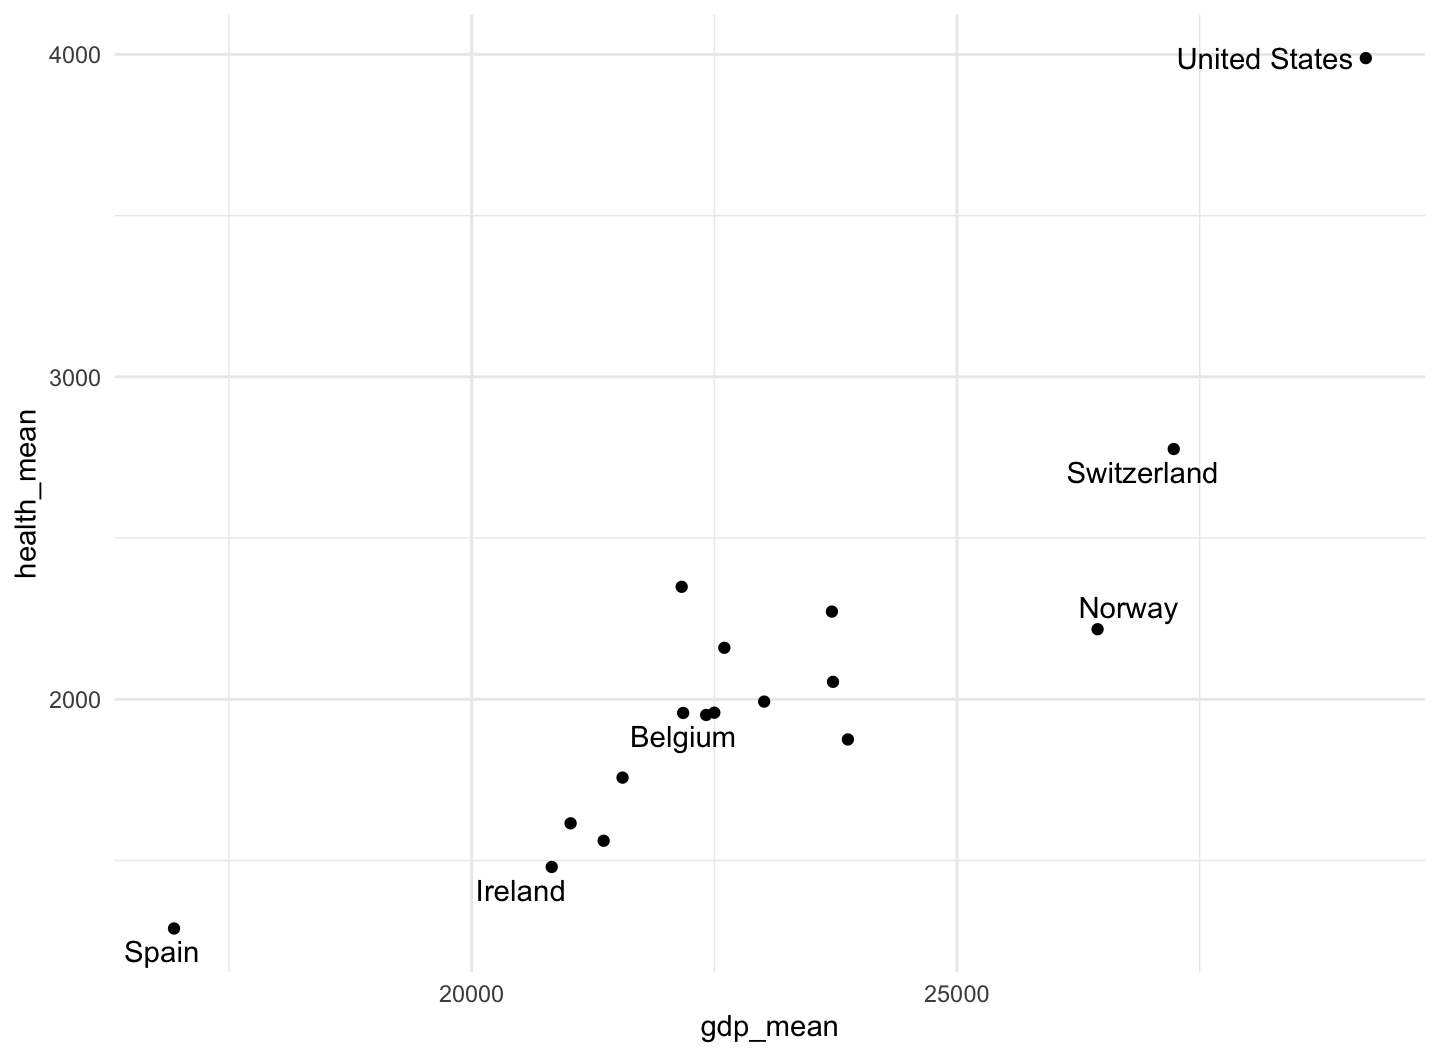 4000
3000
2000
health_mean
United States
Switzerland
Norway
Belgium
Ireland
Spain
20000
25000
gdp_mean